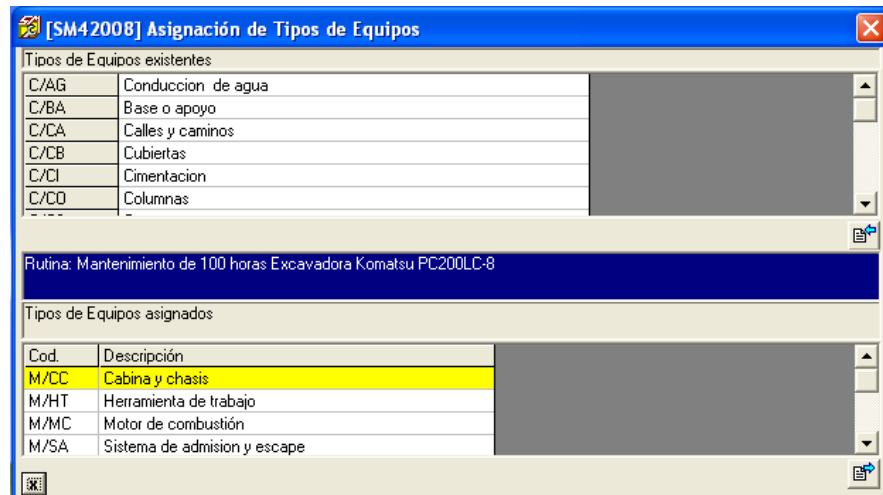 [SM42008] Asignación de Tipos de Equipos
Tipos de Equipos existentes
C/AG Conduccion de agua
C/BA Base o apoyo
C/CA Calles y caminos
C/CB Cubiertas
C/CI Cimentacion
C/CO Columnas
Rutina: Mantenimiento de 100 horas Excavadora Komatsu PC200LC-8
Tipos de Equipos asignados
Cod. Descripción
M/CC Cabina y chasis
M/HT Herramienta de trabajo
M/MC Motor de combustión
M/SA Sistema de admision y escape